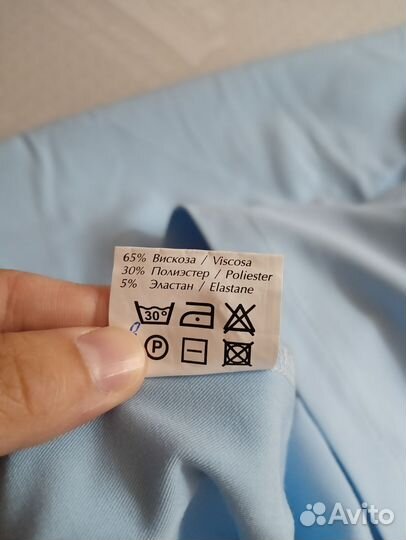 65% Вискоза / Viscosa
30% Полиэстер / Poliester
5% Эластан / Elastane
30°
P
Avito